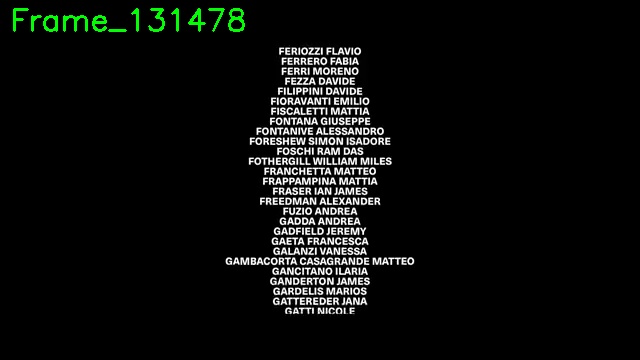 Frame_131478
FERIOZZI FLAVIO
FERRERO FABIA
FERRI MORENO
FEZZA DAVIDE
FILIPPINI DAVIDE
FIORAVANTI EMILIO
FISCALETTI MATTIA
FONTANA GIUSEPPE
FONTANIVE ALESSANDRO
FORESHEW SIMON ISADORE
FOSCHI RAM DAS
FOTHERGILL WILLIAM MILES
FRANCHETTA MATTEO
FRAPPAMPINA MATTIA
FRASER IAN JAMES
FREEDMAN ALEXANDER
FUZIO ANDREA
GADDA ANDREA
GADFIELD JEREMY
GAETA FRANCESCA
GALANZI VANESSA
GAMBACORTA CASAGRANDE MATTEO
GANCITANO ILARIA
GANDERTON JAMES
GARDELIS MARIOS
GATTEREDER JANA
GATTI NICOLE